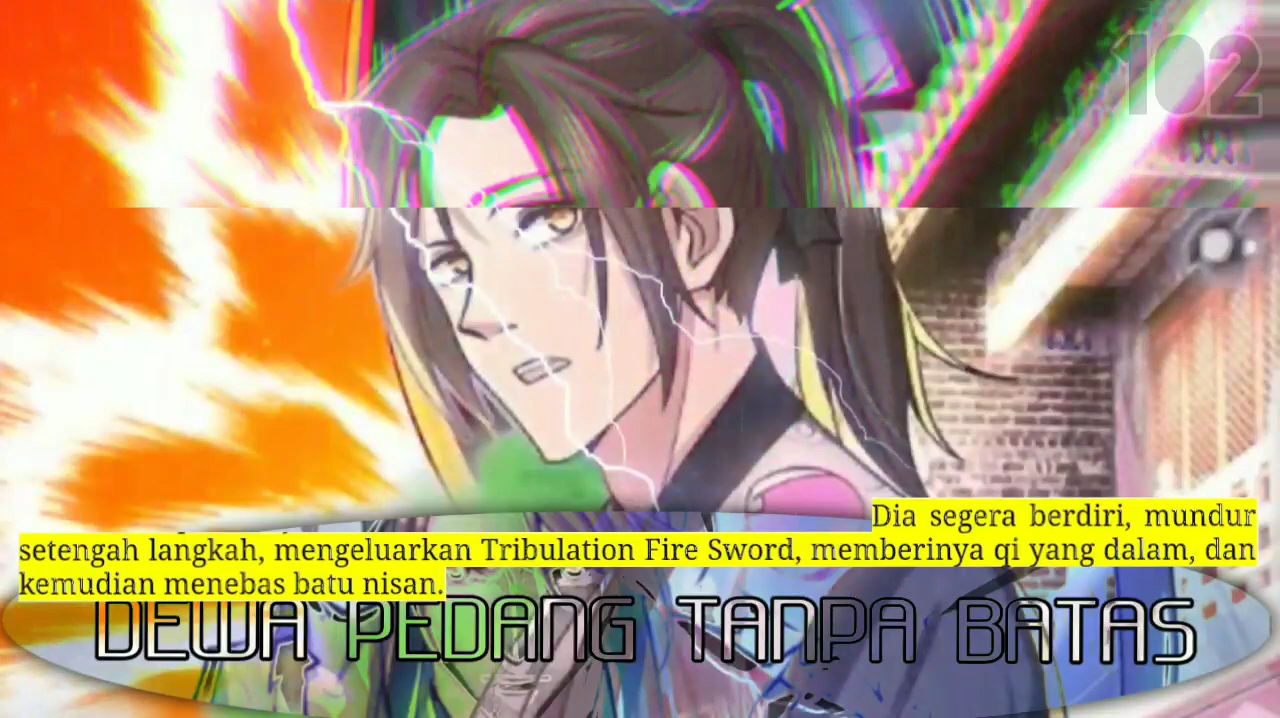 102
Dia segera berdiri, mundur
setengah langkah, mengeluarkan Tribulation Fire Sword, memberinya qi yang dalam, dan
kemudian menebas batu nisan.
DEWA PEDANG TANPA BATAS